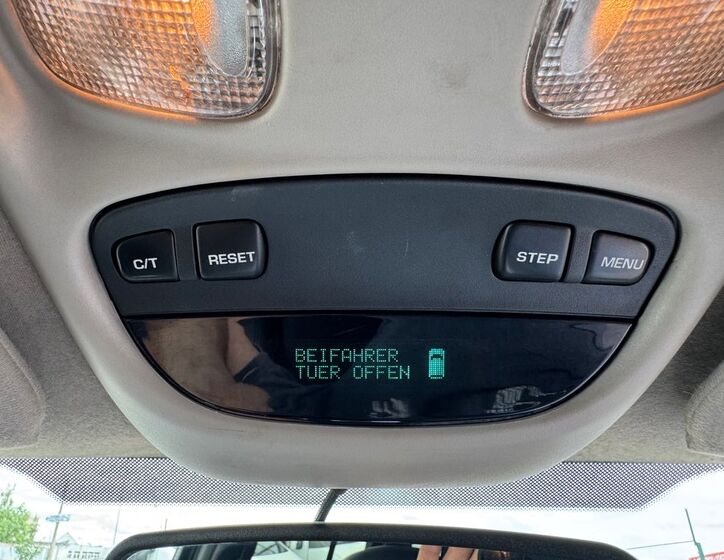 C/T
RESET
STEP
MENU
BEIFAHRER
TUER OFFEN